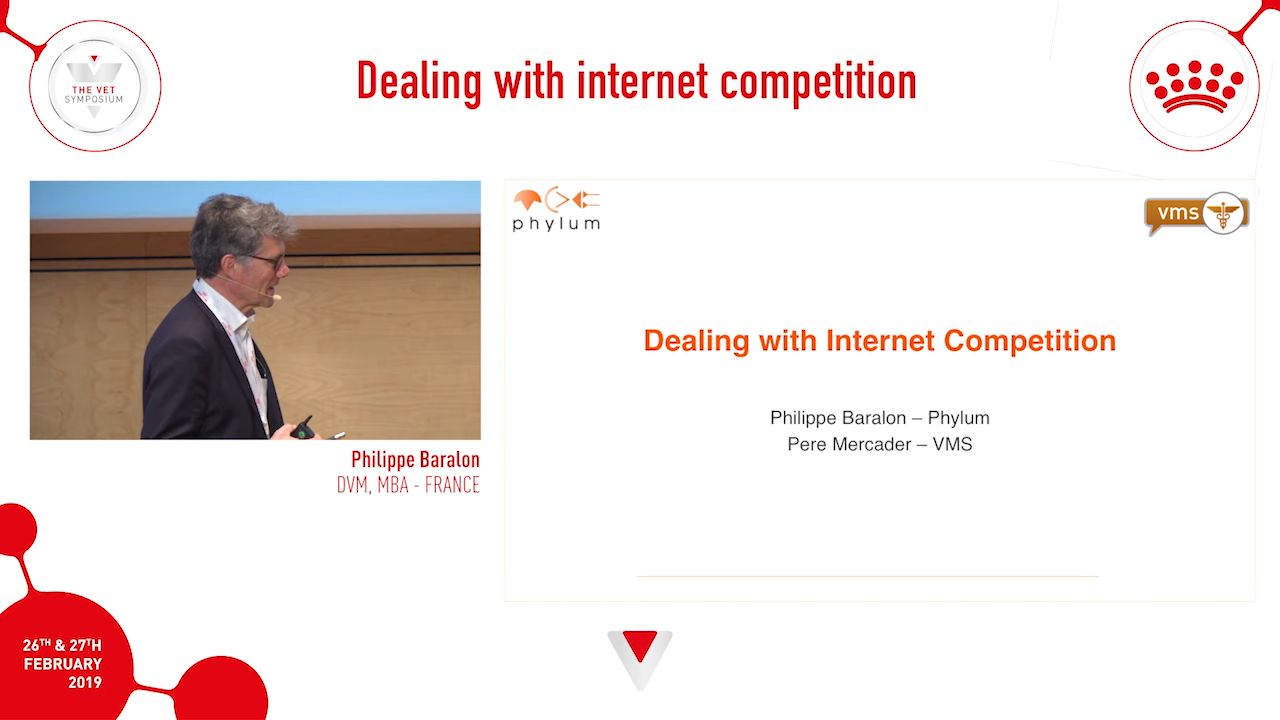 THE VET
SYMPOSIUM
Dealing with internet competition
phylum
vms
Dealing with Internet Competition
Philippe Baralon – Phylum
Pere Mercader – VMS
Philippe Baralon
DVM, MBA - FRANCE
26TH & 27TH
FEBRUARY
2019